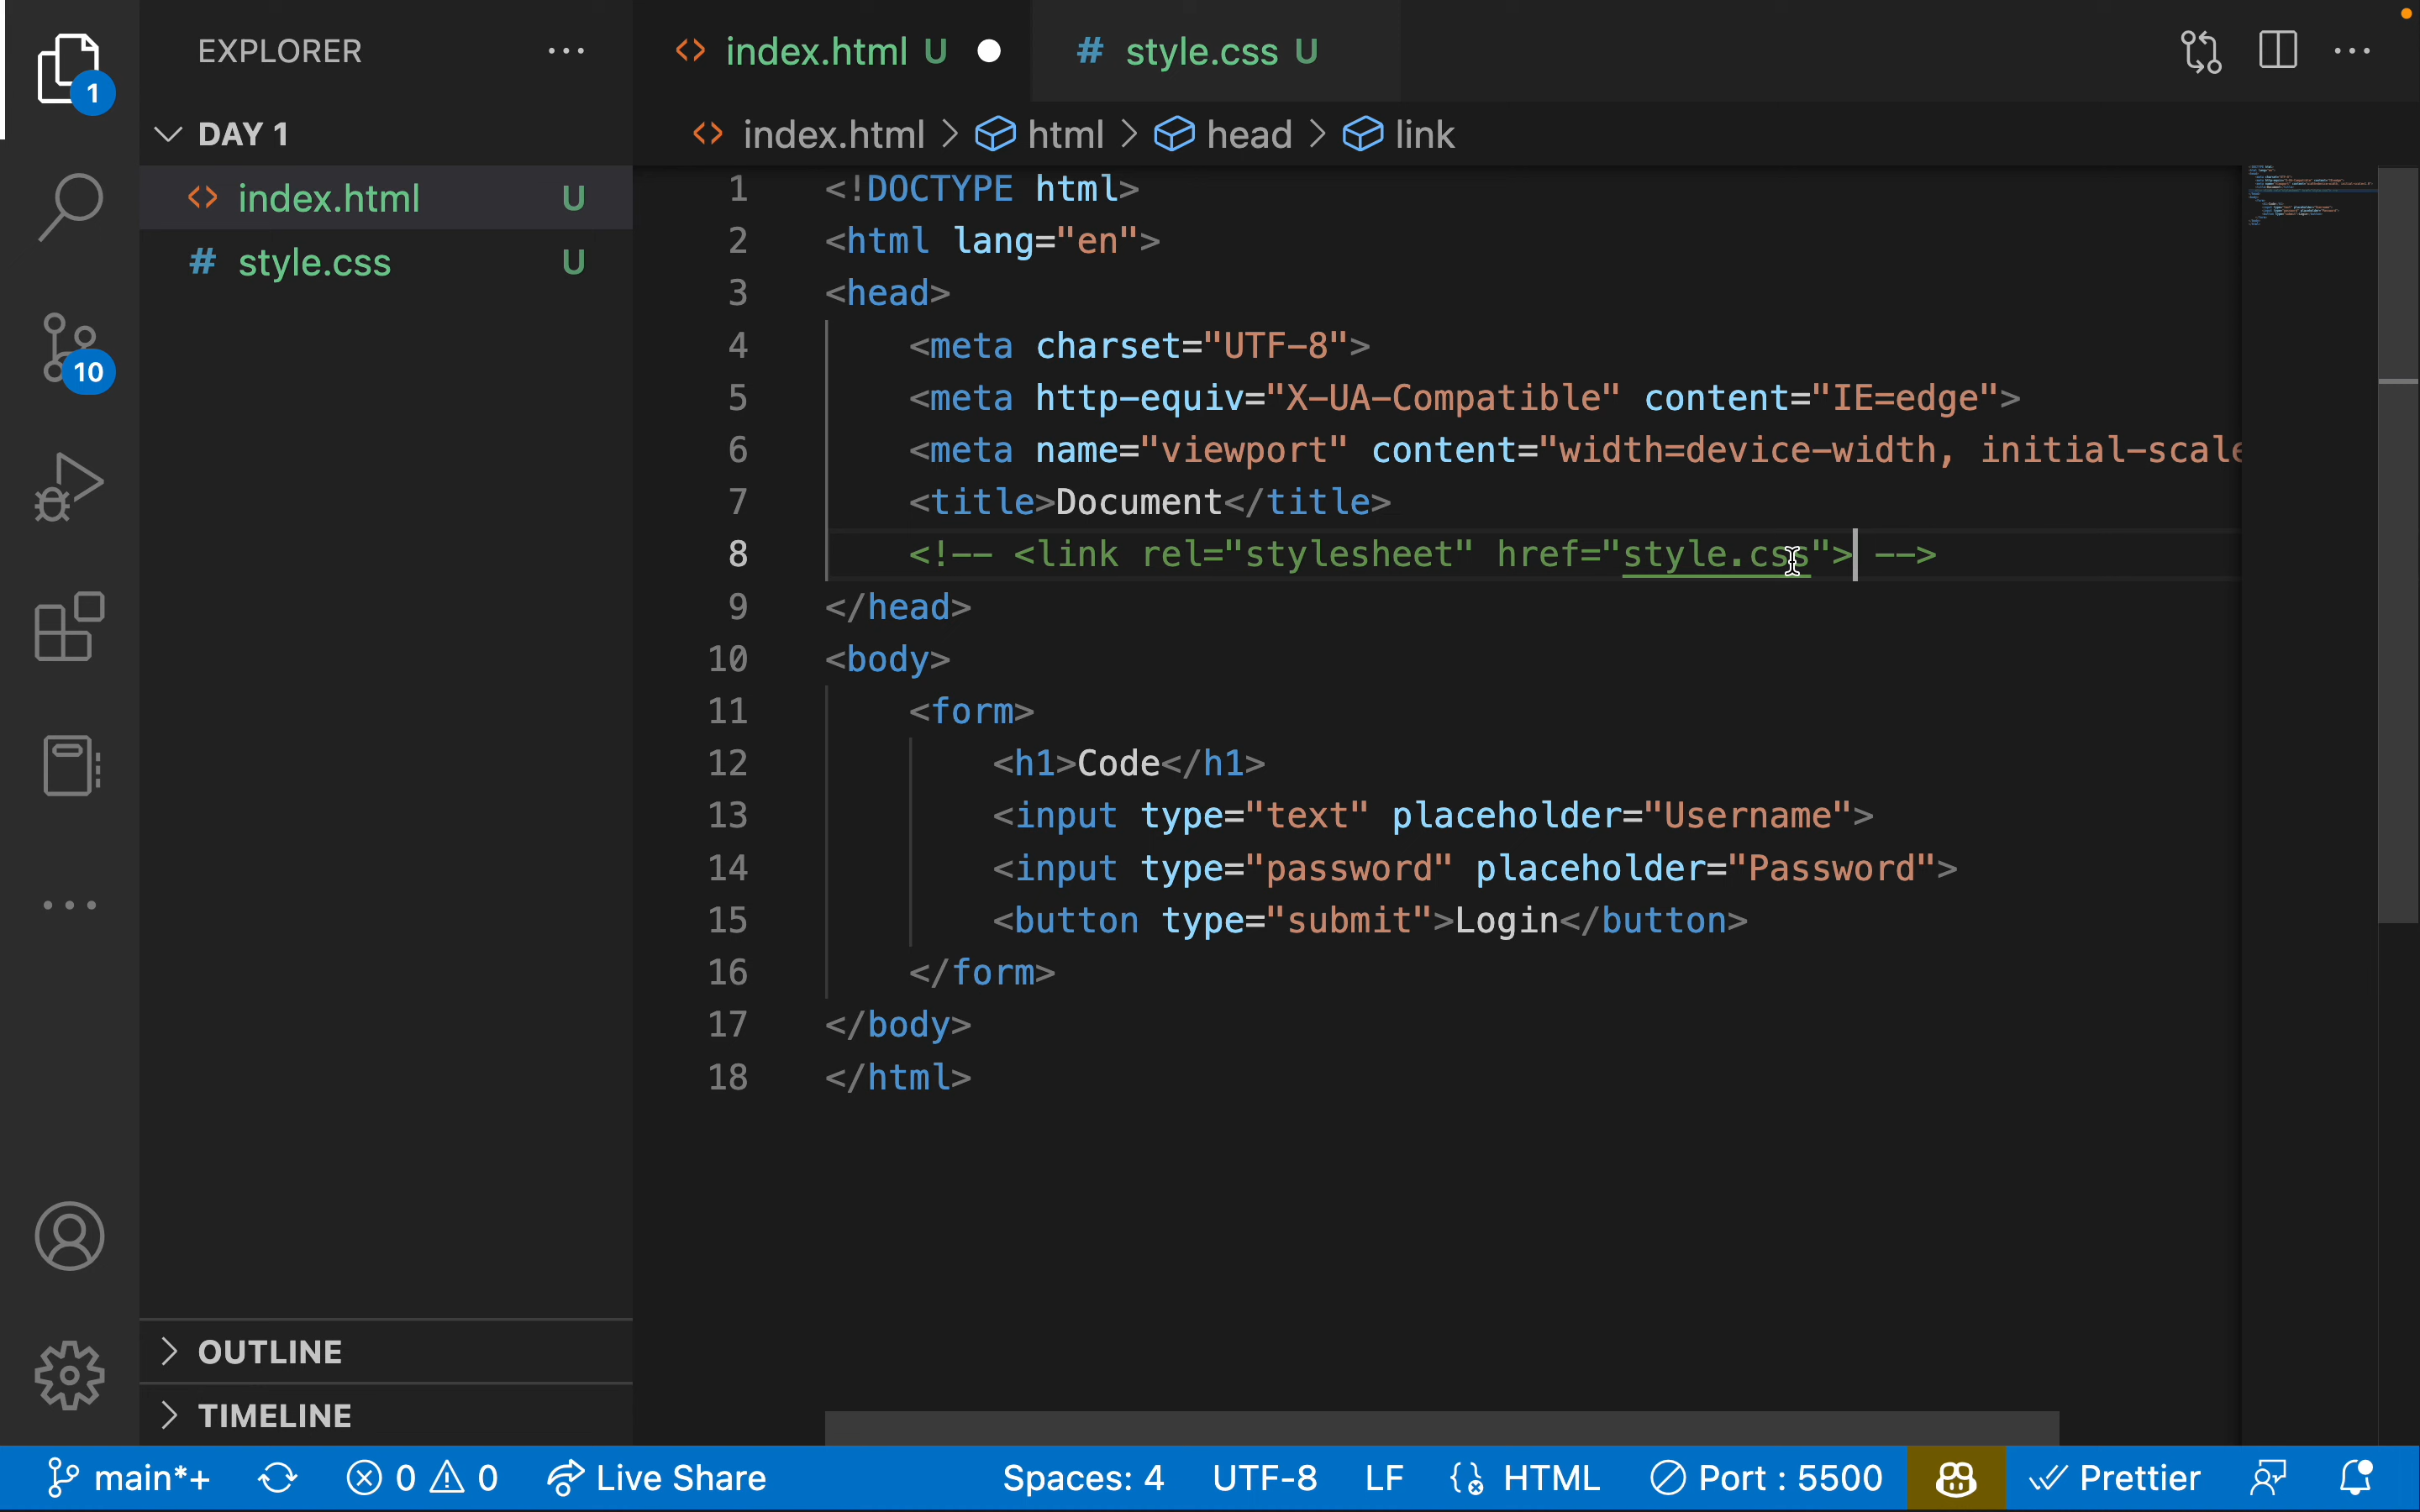 EXPLORER
index.html U
# style.css U
1
DAY 1
index.html > html > head > link
index.html U
# style.css U
10
1 <!DOCTYPE html>
2 <html lang="en">
3 <head>
4 <meta charset="UTF-8">
5 <meta http-equiv="X-UA-Compatible" content="IE=edge">
6 <meta name="viewport" content="width=device-width, initial-scale
7 <title>Document</title>
8 <!-- <link rel="stylesheet" href="style.css"> -->
9 </head>
10 <body>
11 <form>
12 <h1>Code</h1>
13 <input type="text" placeholder="Username">
14 <input type="password" placeholder="Password">
15 <button type="submit">Login</button>
16 </form>
17 </body>
18 </html>
OUTLINE
TIMELINE
main*+ 0 0 Live Share Spaces: 4 UTF-8 LF HTML Port : 5500 Prettier